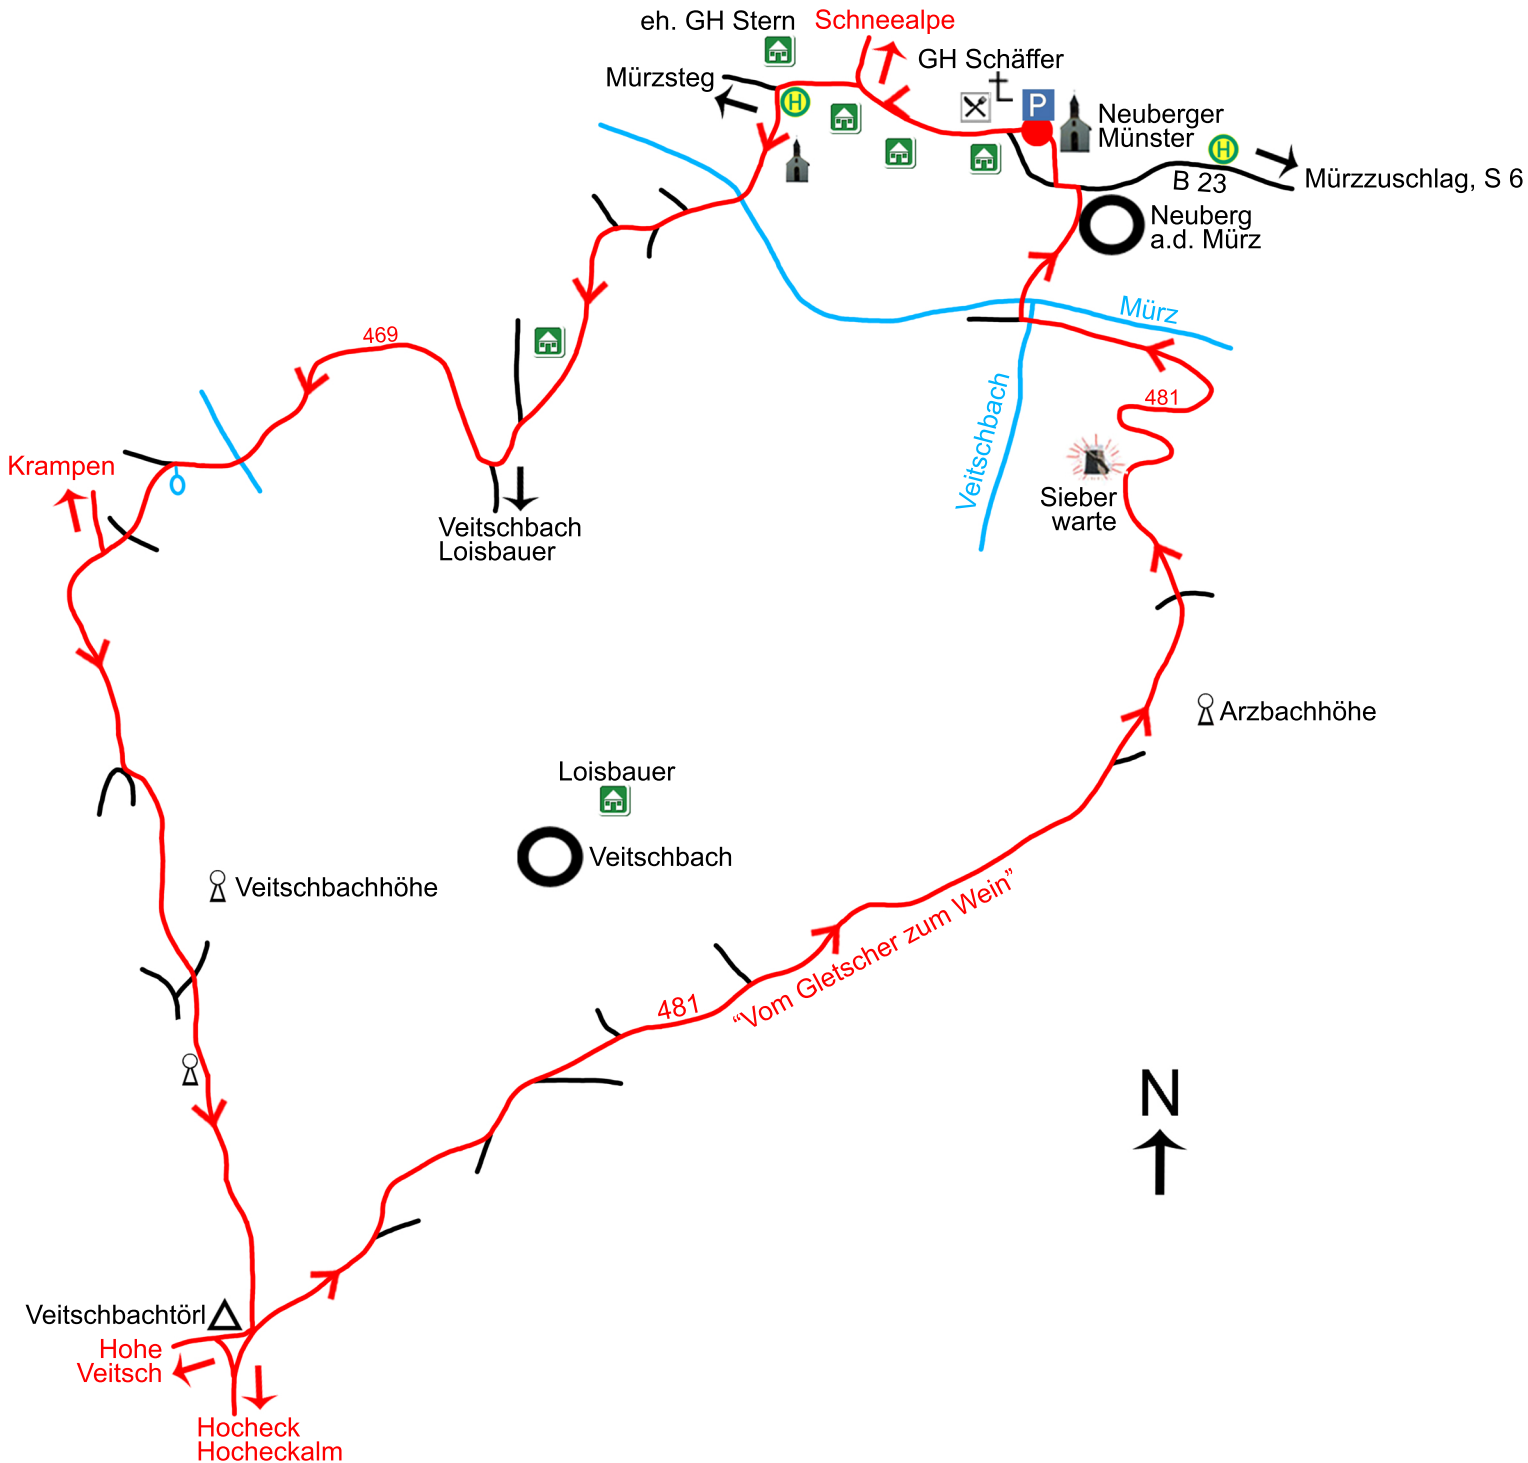 eh. GH Stern
Schneealpe
GH Schäffer
Mürzsteg
H
P
Neuberger
Münster
H
B 23
Mürzzuschlag, S 6
Neuberg
a.d. Mürz
Mürz
469
481
Veitschbach
Krampen
Sieber
warte
Veitschbach
Loisbauer
Arzbachhöhe
Loisbauer
Veitschbach
Veitschbachhöhe
"Vom Gletscher zum Wein"
481
N
Veitschbachtörl
Hohe
Veitsch
Hocheck
Hocheckalm